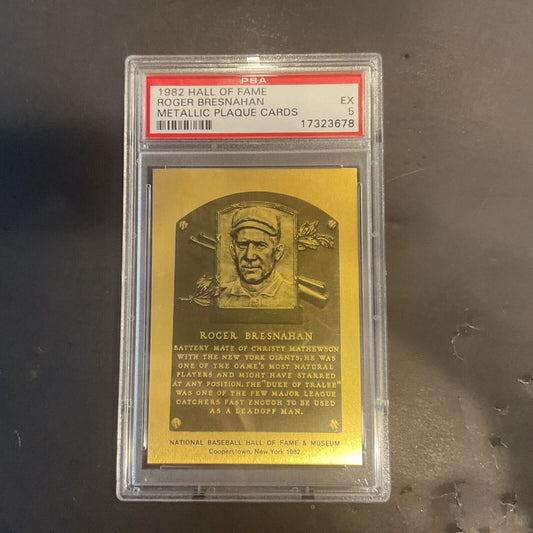 PSA
1982 HALL OF FAME
ROGER BRESNAHAN EX
METALLIC PLAQUE CARDS 5
17323678
ROGER BRESNAHAN
BATTERY MATE OF CHRISTY MATHEWSON
WITH THE NEW YORK GIANTS, HE WAS
ONE OF THE GAME'S MOST NATURAL
PLAYERS AND MIGHT HAVE STARRED
AT ANY POSITION. THE "DUKE OF TRALEE"
WAS ONE OF THE FEW MAJOR LEAGUE
CATCHERS FAST ENOUGH TO BE USED
AS A LEADOFF MAN.
NATIONAL BASEBALL HALL OF FAME & MUSEUM
Cooperstown, New York 1982